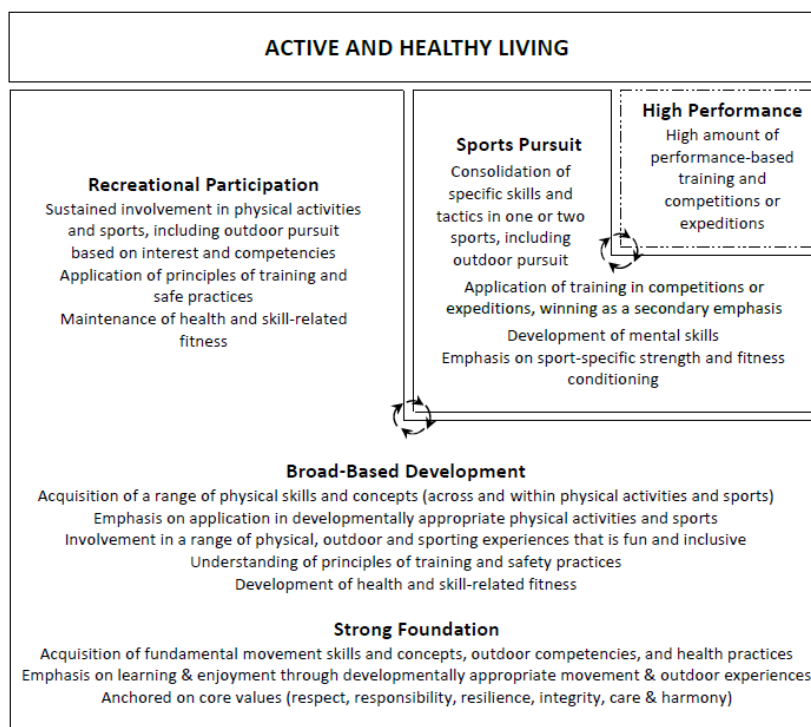 ACTIVE AND HEALTHY LIVING
Recreational Participation
Sustained involvement in physical activities
and sports, including outdoor pursuit
based on interest and competencies
Application of principles of training and
safe practices
Maintenance of health and skill-related
fitness
Sports Pursuit
Consolidation of
specific skills and
tactics in one or two
sports, including
outdoor pursuit
Application of training in competitions or
expeditions, winning as a secondary emphasis
Development of mental skills
Emphasis on sport-specific strength and fitness
conditioning
High Performance
High amount of
performance-based
training and
competitions or
expeditions
Broad-Based Development
Acquisition of a range of physical skills and concepts (across and within physical activities and sports)
Emphasis on application in developmentally appropriate physical activities and sports
Involvement in a range of physical, outdoor and sporting experiences that is fun and inclusive
Understanding of principles of training and safety practices
Development of health and skill-related fitness
Strong Foundation
Acquisition of fundamental movement skills and concepts, outdoor competencies, and health practices
Emphasis on learning & enjoyment through developmentally appropriate movement & outdoor experiences
Anchored on core values (respect, responsibility, resilience, integrity, care & harmony)